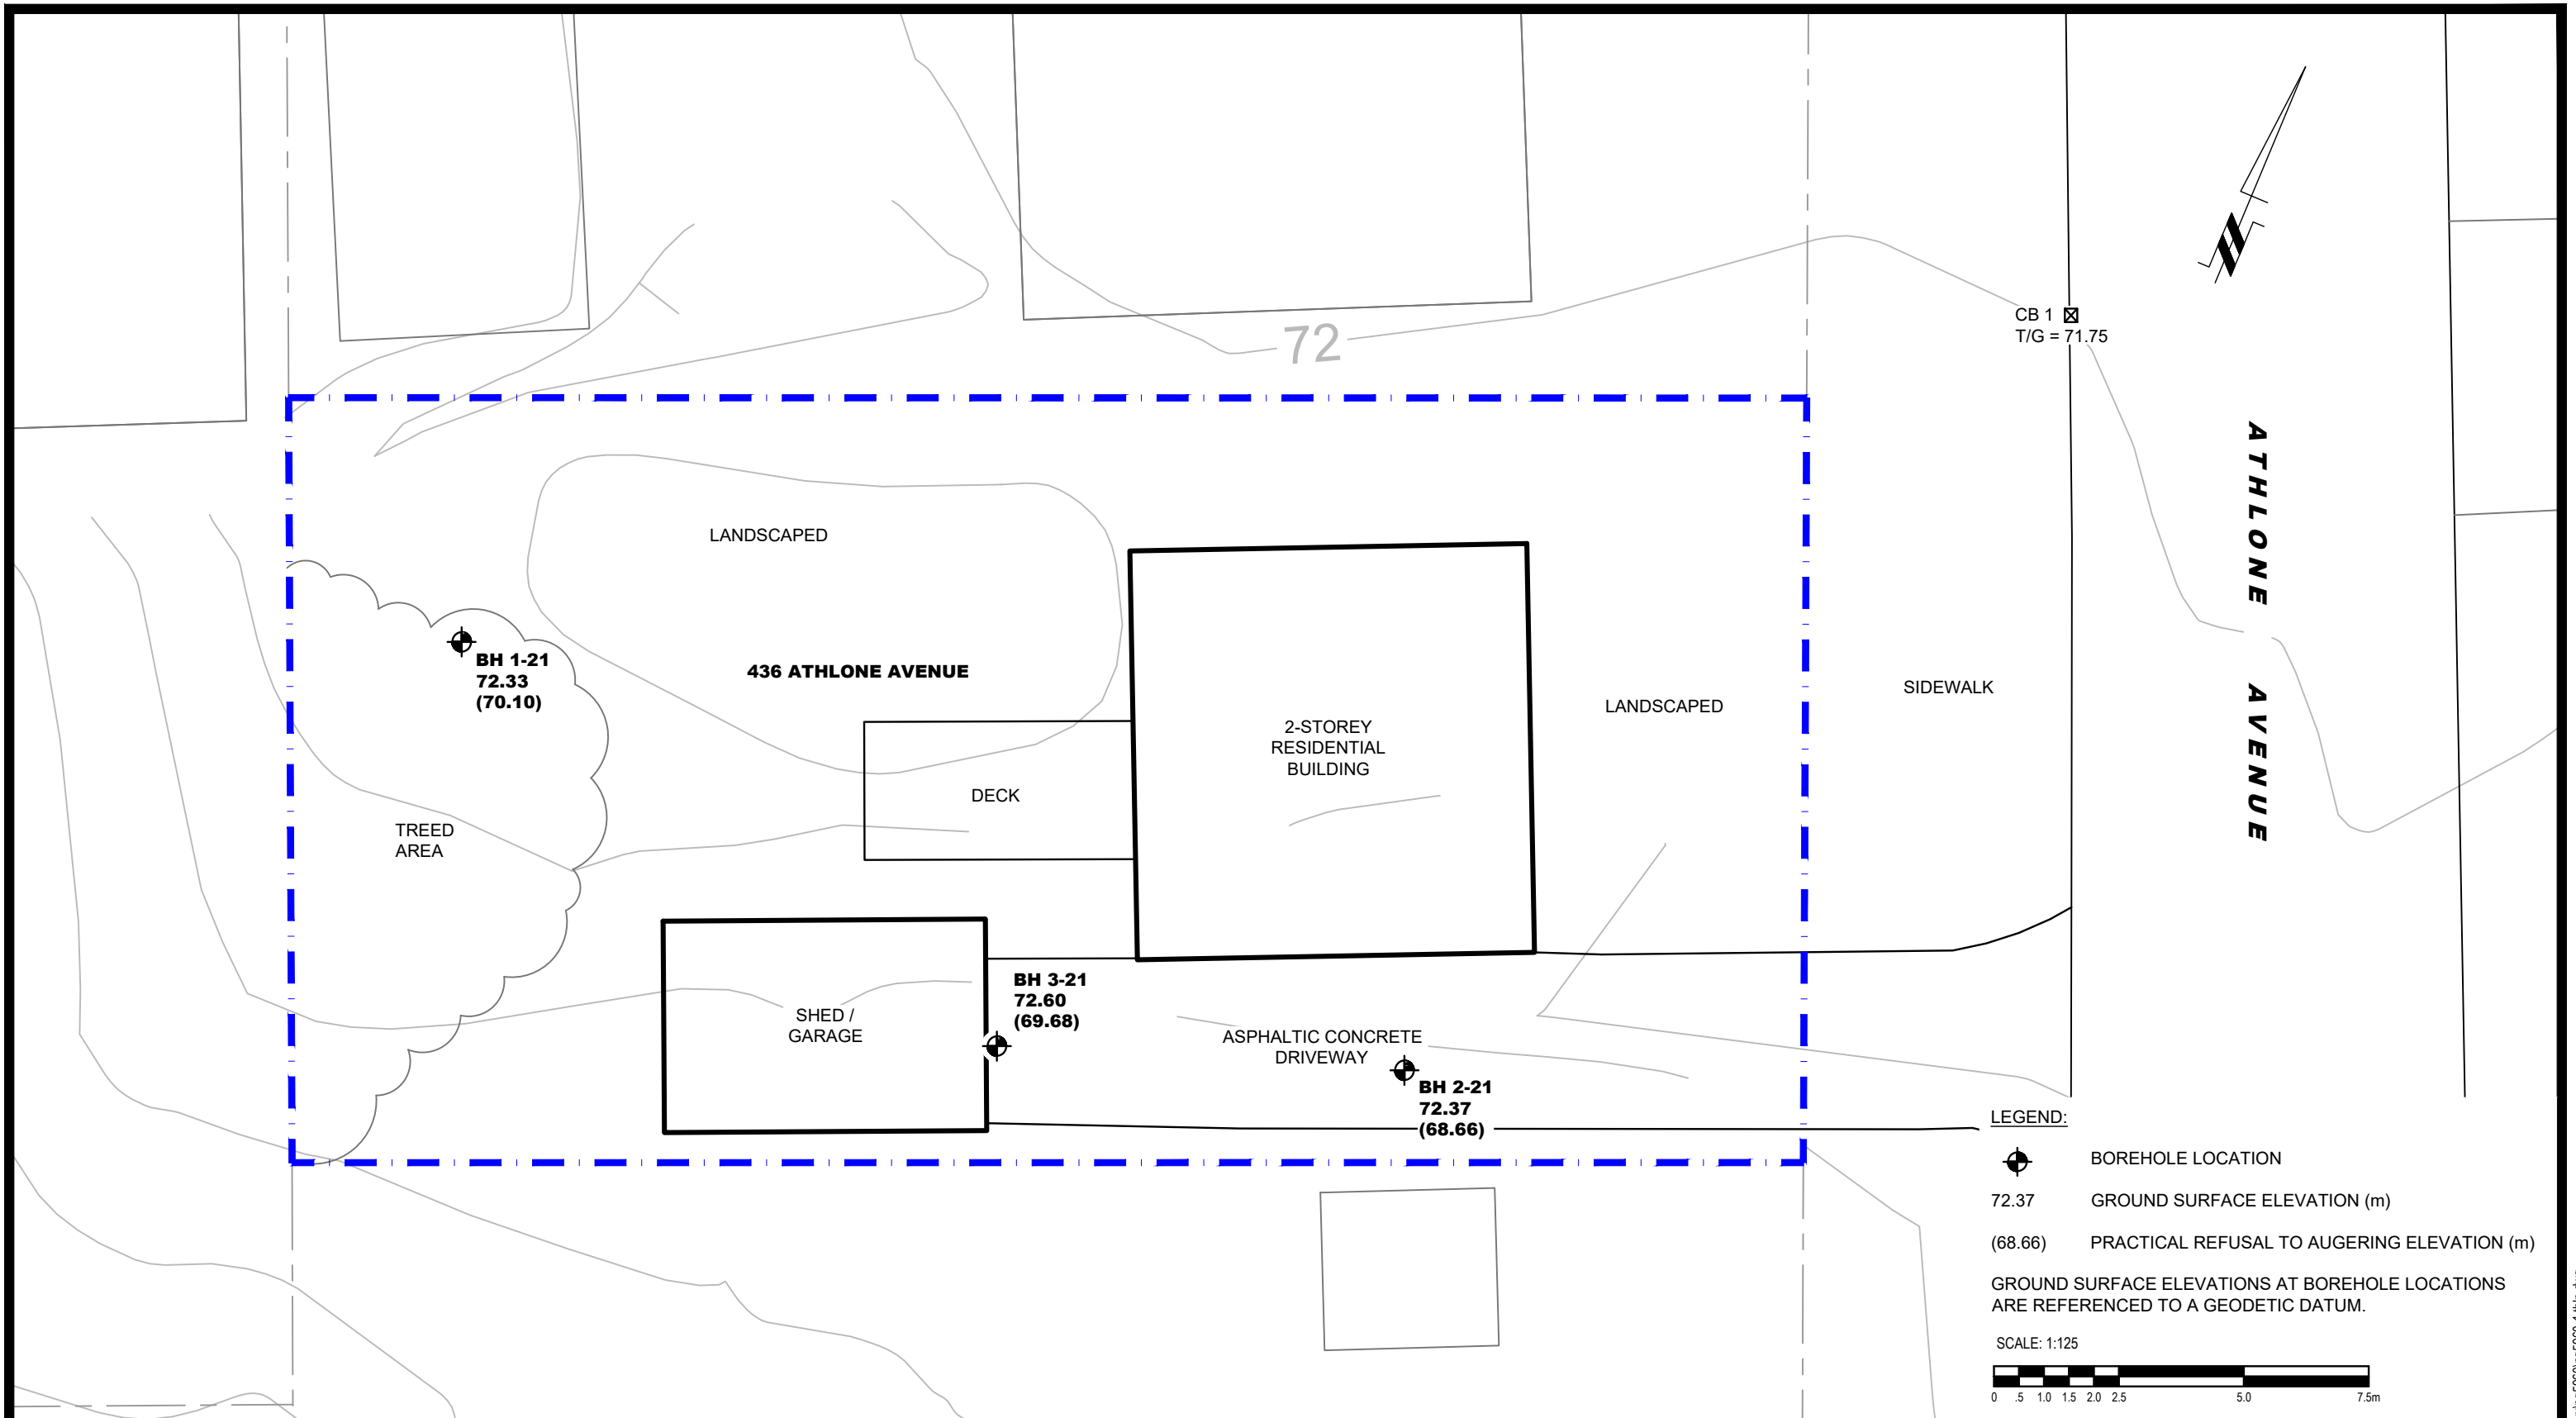 72
CB 1
T/G = 71.75
ATHLONE AVENUE
LANDSCAPED
BH 1-21
72.33
(70.10)
436 ATHLONE AVENUE
2-STOREY
RESIDENTIAL
BUILDING
LANDSCAPED
SIDEWALK
DECK
TREED
AREA
BH 3-21
72.60
(69.68)
SHED /
GARAGE
ASPHALTIC CONCRETE
DRIVEWAY
BH 2-21
72.37
(68.66)
LEGEND:
BOREHOLE LOCATION
72.37 GROUND SURFACE ELEVATION (m)
(68.66) PRACTICAL REFUSAL TO AUGERING ELEVATION (m)
GROUND SURFACE ELEVATIONS AT BOREHOLE LOCATIONS
ARE REFERENCED TO A GEODETIC DATUM.
SCALE: 1:125
0 .5 1.0 1.5 2.0 2.5 5.0 7.5m